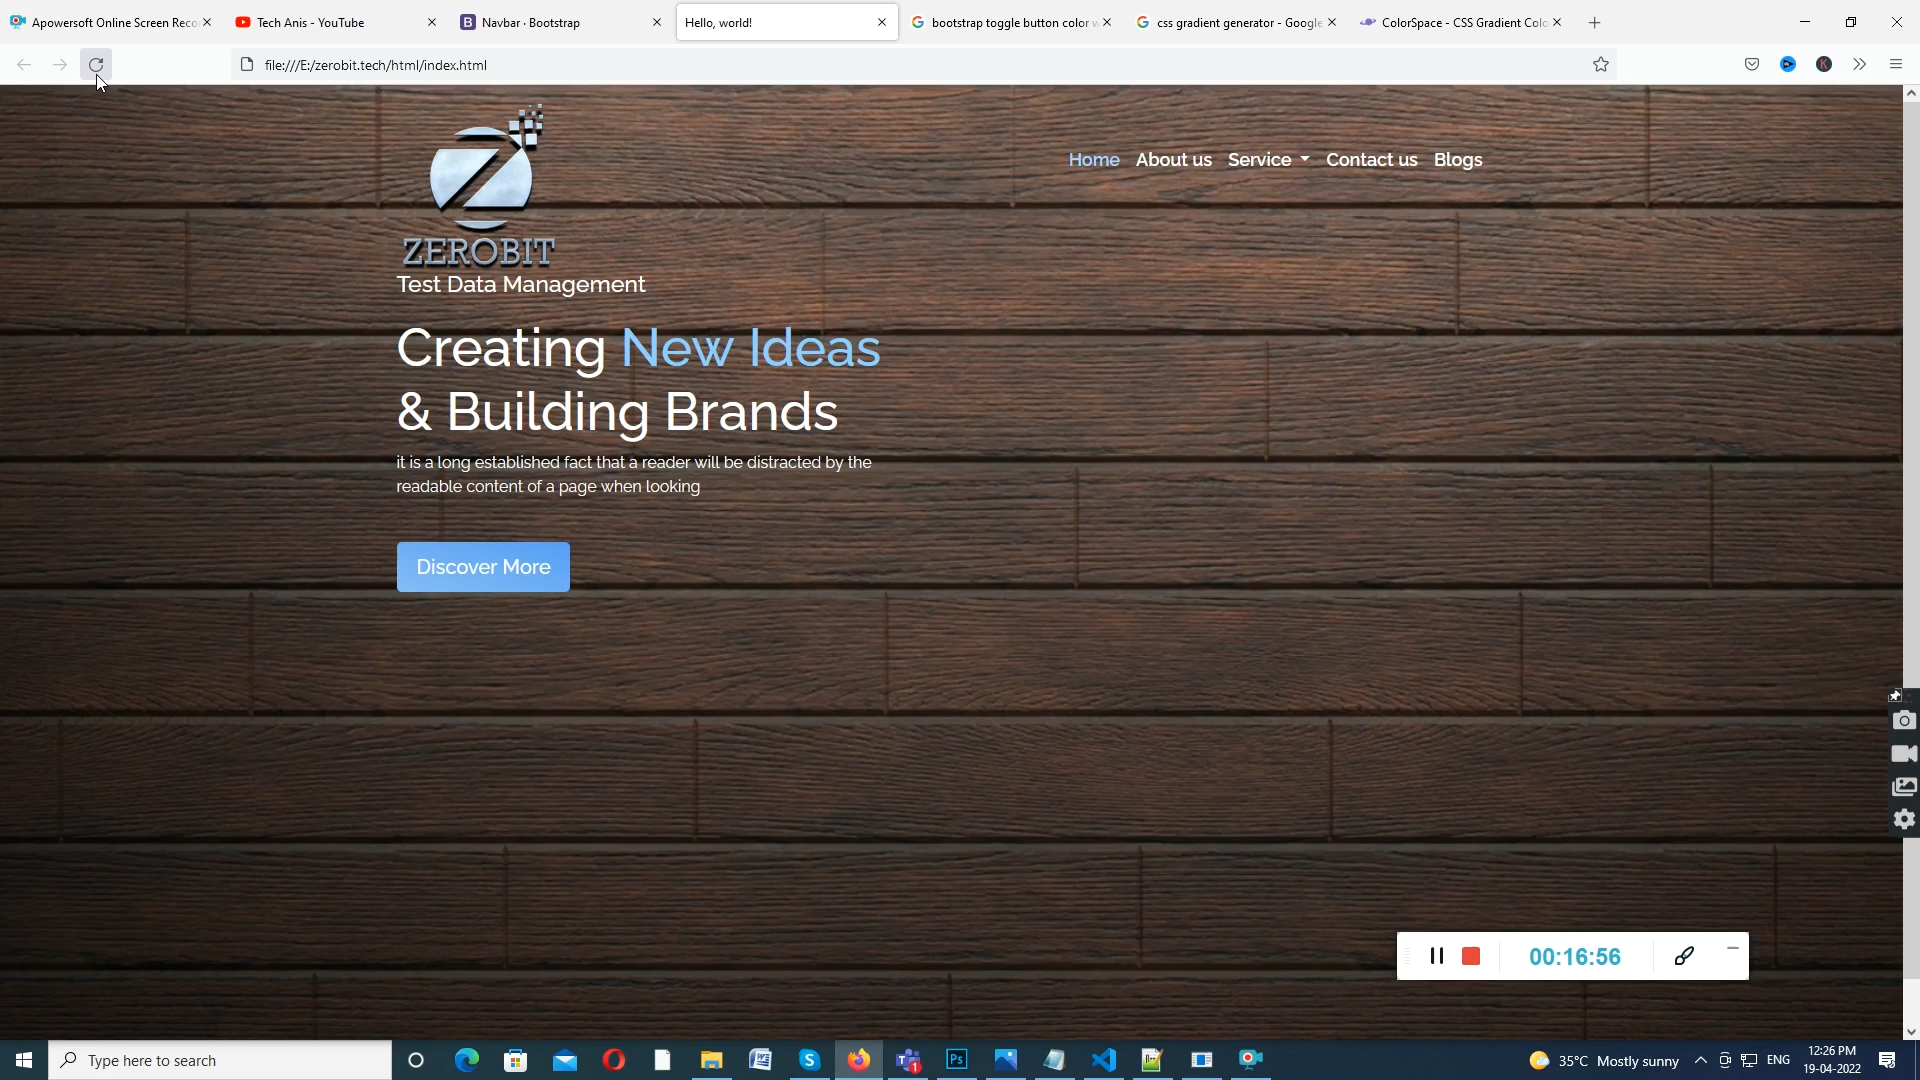 Apowersoft Online Screen Reco
Tech Anis - YouTube
Navbar · Bootstrap
Hello, world!
bootstrap toggle button color w
css gradient generator - Google
ColorSpace - CSS Gradient Colo
file:///E:/zerobit.tech/html/index.html
ZEROBIT
Home About us Service Contact us Blogs
Test Data Management
Creating New Ideas
& Building Brands
it is a long established fact that a reader will be distracted by the
readable content of a page when looking
Discover More
00:16:56
Type here to search
35°C Mostly sunny
ENG
12:26 PM
19-04-2022